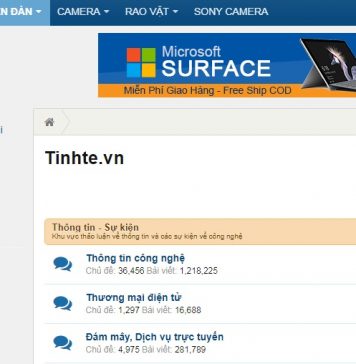 ỄN ĐÀN CAMERA RAO VẶT SONY CAMERA
Microsoft
SURFACE
Miễn Phí Giao Hàng - Free Ship COD
i
Tinhte.vn
Thông tin - Sự kiện
Khu vực thảo luận về thông tin và các sự kiện về công nghệ
Thông tin công nghệ
Chủ đề: 36,456 Bài viết: 1,218,225
Thương mại điện tử
Chủ đề: 1,297 Bài viết: 16,688
Đám mây, Dịch vụ trực tuyến
Chủ đề: 4,975 Bài viết: 281,789